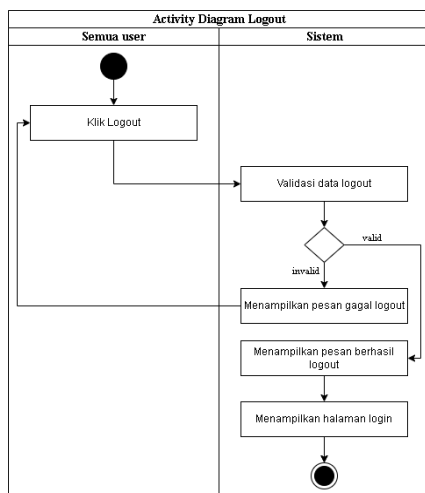 Activity Diagram Logout
Semua user
Sistem
Klik Logout
Validasi data logout
valid
invalid
Menampilkan pesan gagal logout
Menampilkan pesan berhasil
logout
Menampilkan halaman login